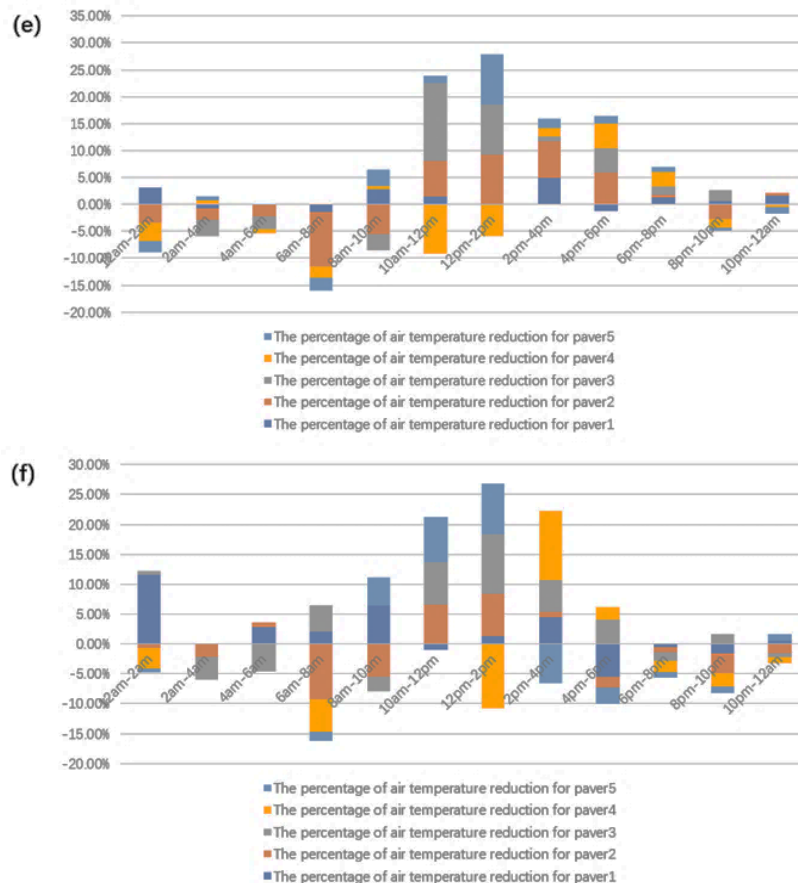 (e)
35.00%
30.00%
25.00%
20.00%
15.00%
10.00%
5.00%
0.00%
-5.00%
-10.00%
-15.00%
-20.00%
12am-2am
2am-4am
4am-6am
6am-8am
8am-10am
10am-12pm
12pm-2pm
2pm-4pm
4pm-6pm
6pm-8pm
8pm-10pm
10pm-12am
The percentage of air temperature reduction for paver5
The percentage of air temperature reduction for paver4
The percentage of air temperature reduction for paver3
The percentage of air temperature reduction for paver2
The percentage of air temperature reduction for paver1
(f)
30.00%
25.00%
20.00%
15.00%
10.00%
5.00%
0.00%
-5.00%
-10.00%
-15.00%
-20.00%
12am-2am
2am-4am
4am-6am
6am-8am
8am-10am
10am-12pm
12pm-2pm
2pm-4pm
4pm-6pm
6pm-8pm
8pm-10pm
10pm-12am
The percentage of air temperature reduction for paver5
The percentage of air temperature reduction for paver4
The percentage of air temperature reduction for paver3
The percentage of air temperature reduction for paver2
The percentage of air temperature reduction for paver1